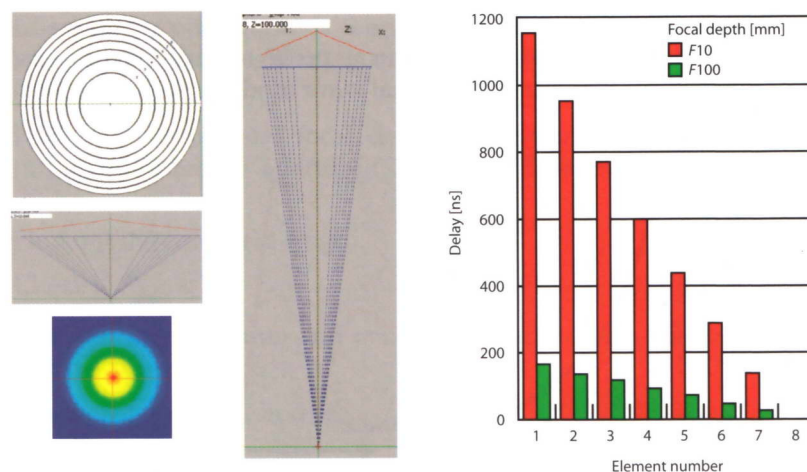 8, Z=100.000
Z
Focal depth [mm]
F10
F100
Delay [ns]
1200
1000
800
600
400
200
0
1 2 3 4 5 6 7 8
Element number